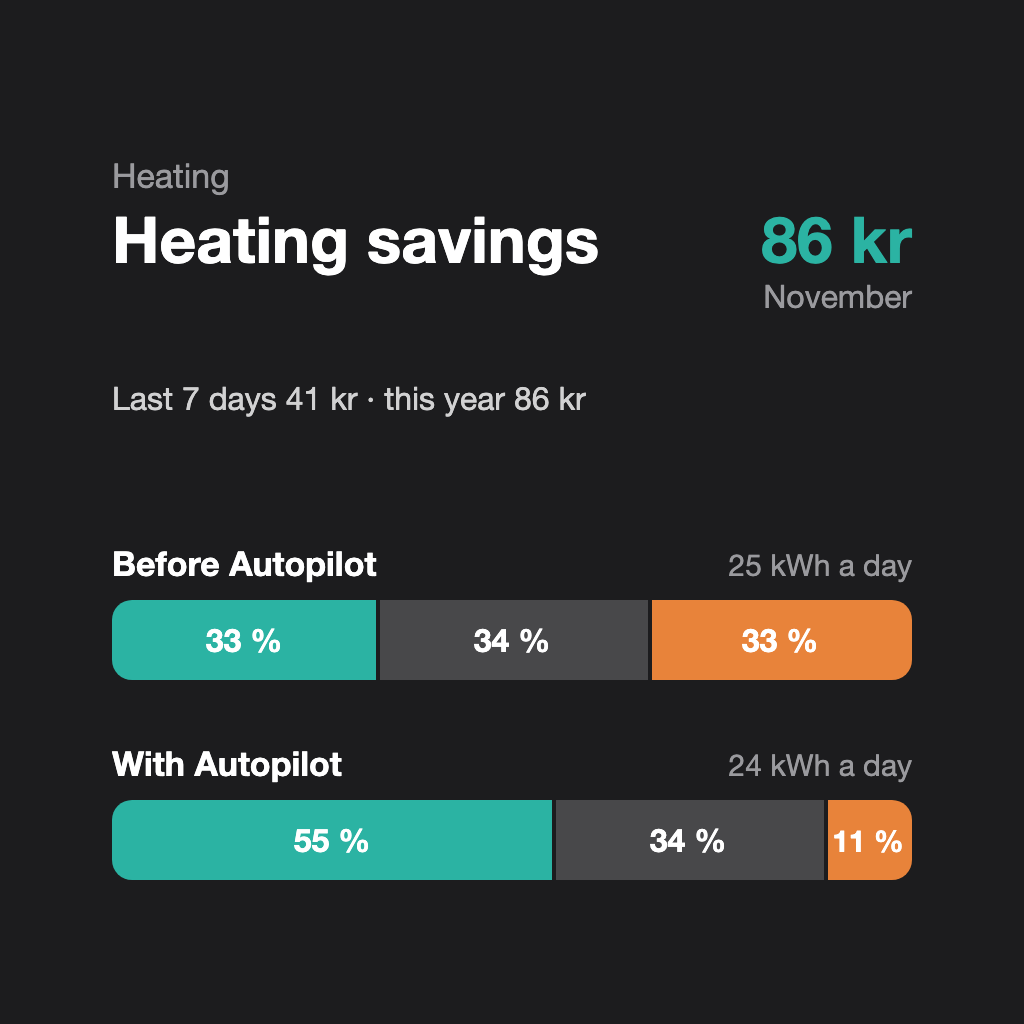 Heating
Heating savings
86 kr
November
Last 7 days 41 kr · this year 86 kr
Before Autopilot
25 kWh a day
33 %
34 %
33 %
With Autopilot
24 kWh a day
55 %
34 %
11 %